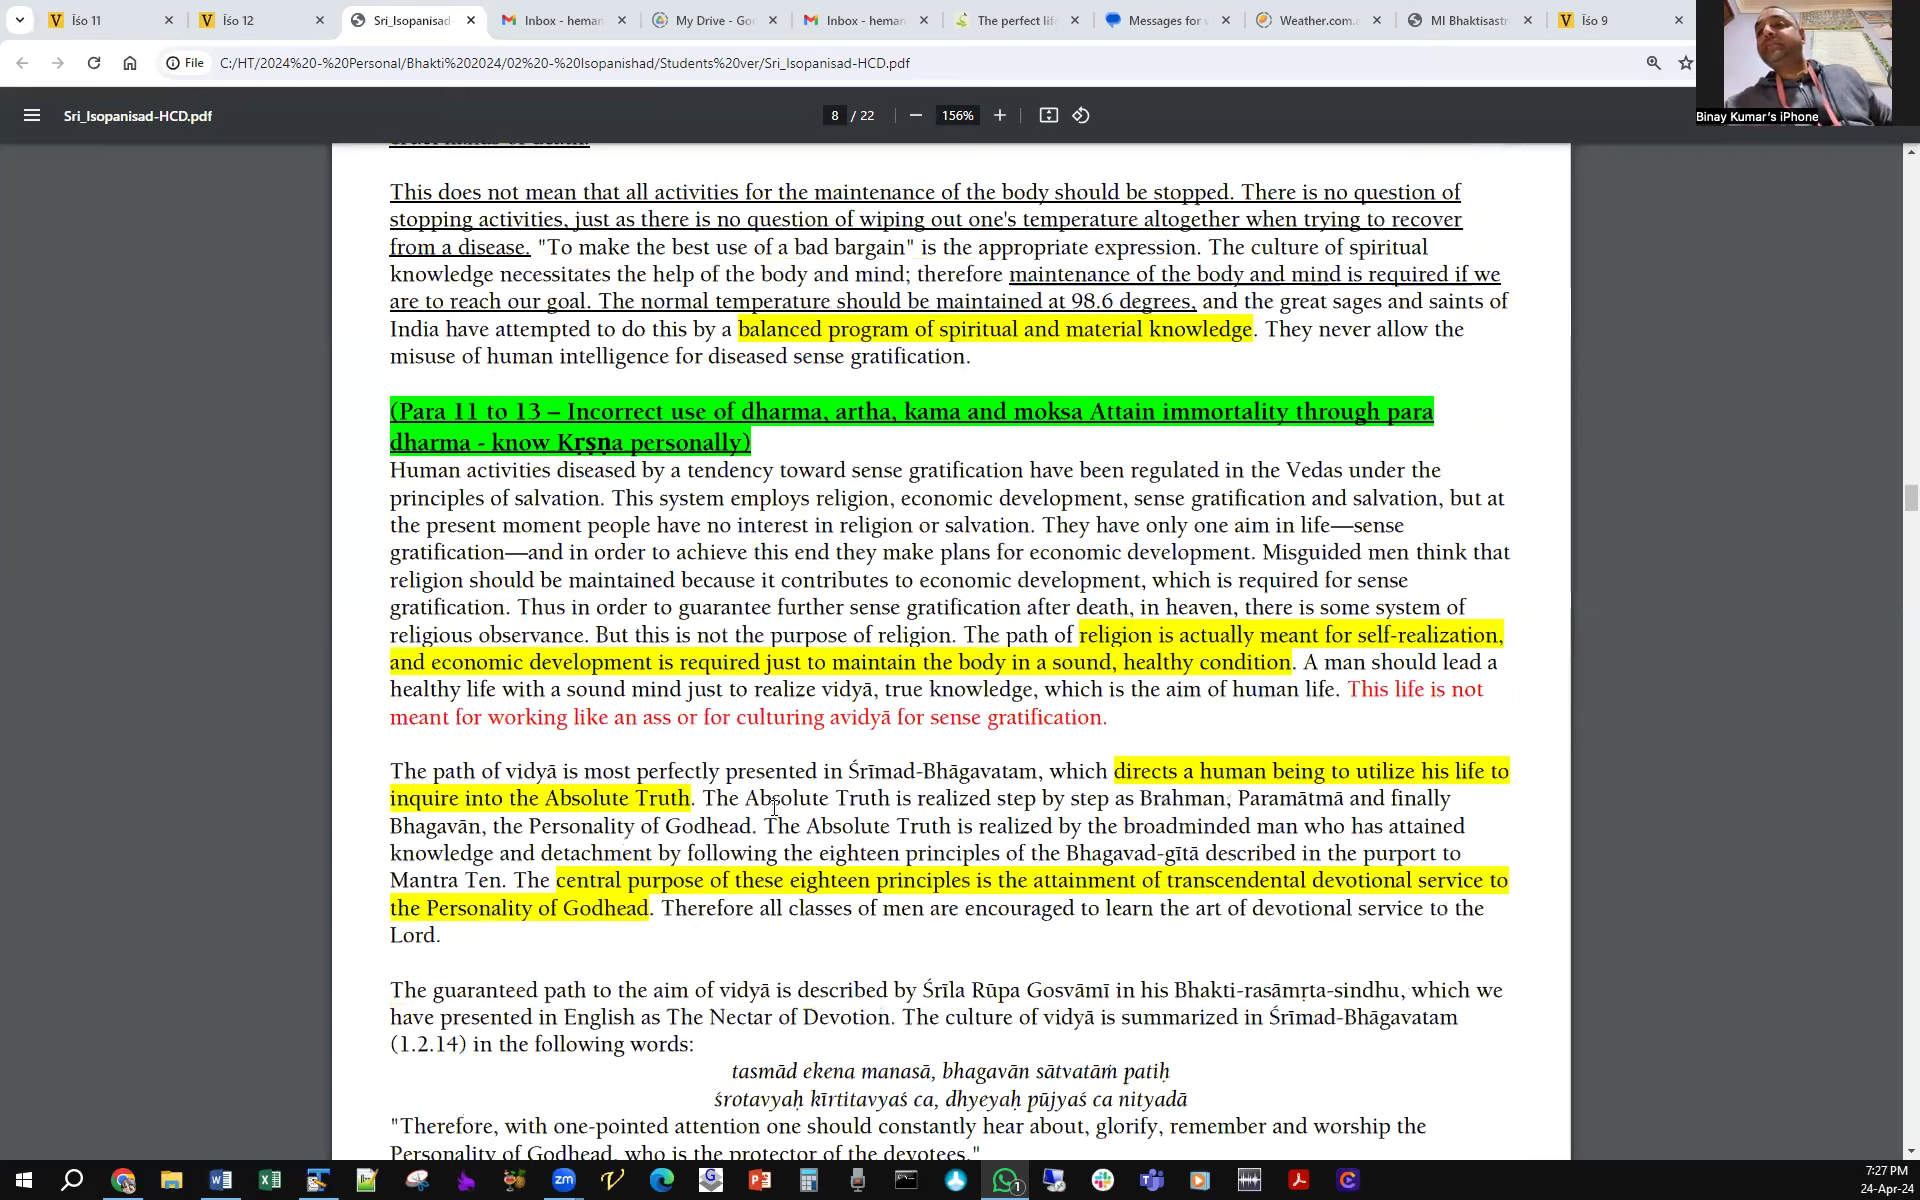 Īśo 11
Īśo 12
Sri_Isopanisad-
Inbox - heman
My Drive - Goo
Inbox - heman
The perfect life
Messages for v
Weather.com.
MI Bhaktisastr
Īśo 9
File C:/HT/2024%20-%20Personal/Bhakti%202024/02%20-%20Isopanishad/Students%20ver/Sri_Isopanisad-HCD.pdf
Sri_Isopanisad-HCD.pdf
8 / 22
156%
Binay Kumar's iPhone
This does not mean that all activities for the maintenance of the body should be stopped. There is no question of
stopping activities, just as there is no question of wiping out one's temperature altogether when trying to recover
from a disease. "To make the best use of a bad bargain" is the appropriate expression. The culture of spiritual
knowledge necessitates the help of the body and mind; therefore maintenance of the body and mind is required if we
are to reach our goal. The normal temperature should be maintained at 98.6 degrees, and the great sages and saints of
India have attempted to do this by a balanced program of spiritual and material knowledge. They never allow the
misuse of human intelligence for diseased sense gratification.
(Para 11 to 13 – Incorrect use of dharma, artha, kama and moksa Attain immortality through para
dharma - know Kṛṣṇa personally)
Human activities diseased by a tendency toward sense gratification have been regulated in the Vedas under the
principles of salvation. This system employs religion, economic development, sense gratification and salvation, but at
the present moment people have no interest in religion or salvation. They have only one aim in life—sense
gratification—and in order to achieve this end they make plans for economic development. Misguided men think that
religion should be maintained because it contributes to economic development, which is required for sense
gratification. Thus in order to guarantee further sense gratification after death, in heaven, there is some system of
religious observance. But this is not the purpose of religion. The path of religion is actually meant for self-realization,
and economic development is required just to maintain the body in a sound, healthy condition. A man should lead a
healthy life with a sound mind just to realize vidyā, true knowledge, which is the aim of human life. This life is not
meant for working like an ass or for culturing avidyā for sense gratification.
The path of vidyā is most perfectly presented in Śrīmad-Bhāgavatam, which directs a human being to utilize his life to
inquire into the Absolute Truth. The Absolute Truth is realized step by step as Brahman, Paramātmā and finally
Bhagavān, the Personality of Godhead. The Absolute Truth is realized by the broadminded man who has attained
knowledge and detachment by following the eighteen principles of the Bhagavad-gītā described in the purport to
Mantra Ten. The central purpose of these eighteen principles is the attainment of transcendental devotional service to
the Personality of Godhead. Therefore all classes of men are encouraged to learn the art of devotional service to the
Lord.
The guaranteed path to the aim of vidyā is described by Śrīla Rūpa Gosvāmī in his Bhakti-rasāmṛta-sindhu, which we
have presented in English as The Nectar of Devotion. The culture of vidyā is summarized in Śrīmad-Bhāgavatam
(1.2.14) in the following words:
tasmād ekena manasā, bhagavān sātvatāṁ patiḥ
śrotavyaḥ kīrtitavyaś ca, dhyeyaḥ pūjyaś ca nityadā
"Therefore, with one-pointed attention one should constantly hear about, glorify, remember and worship the
Personality of Godhead, who is the protector of the devotees."
7:27 PM
24-Apr-24